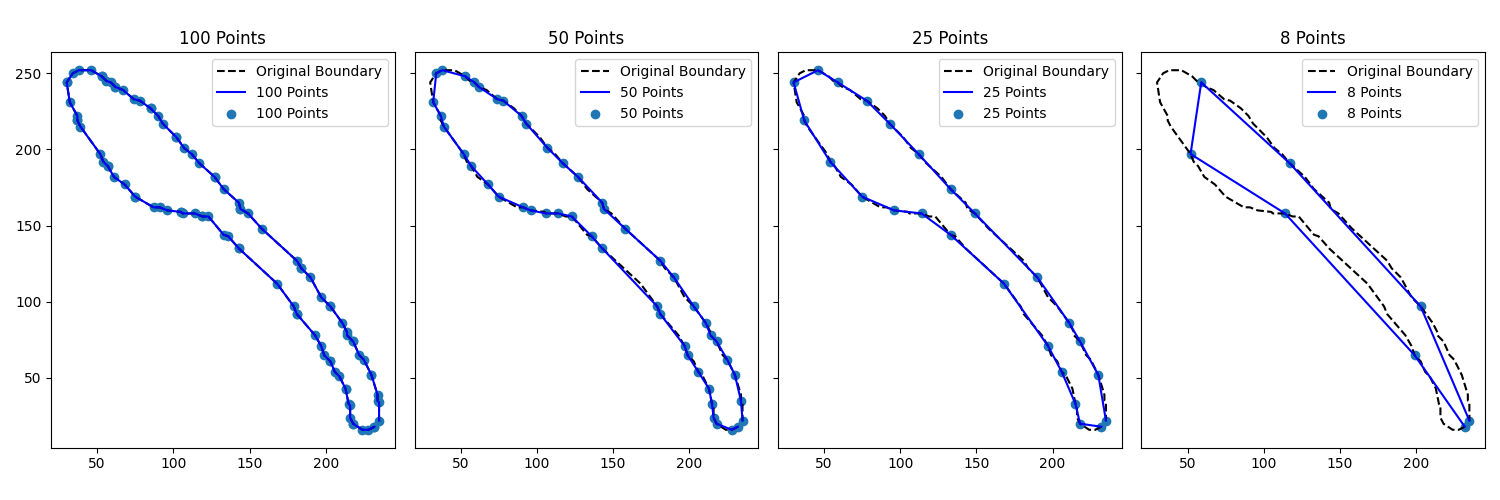 100 Points
50 Points
25 Points
8 Points
Original Boundary
100 Points
100 Points
Original Boundary
50 Points
50 Points
Original Boundary
25 Points
25 Points
Original Boundary
8 Points
8 Points
250
200
150
100
50
50 100 150 200
50 100 150 200
50 100 150 200
50 100 150 200